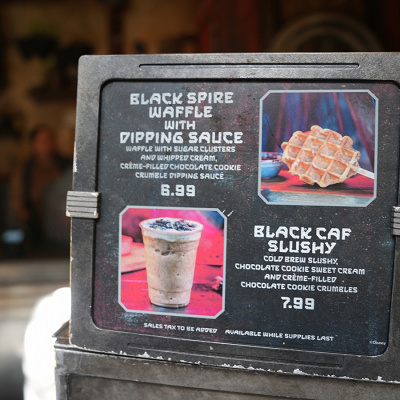 BLACK SPIRE
WAFFLE
WITH
DIPPING SAUCE
WAFFLE WITH SUGAR CLUSTERS
AND WHIPPED CREAM,
CRÈME-FILLED CHOCOLATE COOKIE
CRUMBLE DIPPING SAUCE
6.99
BLACK CAF
SLUSHY
COLD BREW SLUSHY,
CHOCOLATE COOKIE SWEET CREAM
AND CRÈME-FILLED
CHOCOLATE COOKIE CRUMBLES
7.99
SALES TAX TO BE ADDED AVAILABLE WHILE SUPPLIES LAST
©Disney